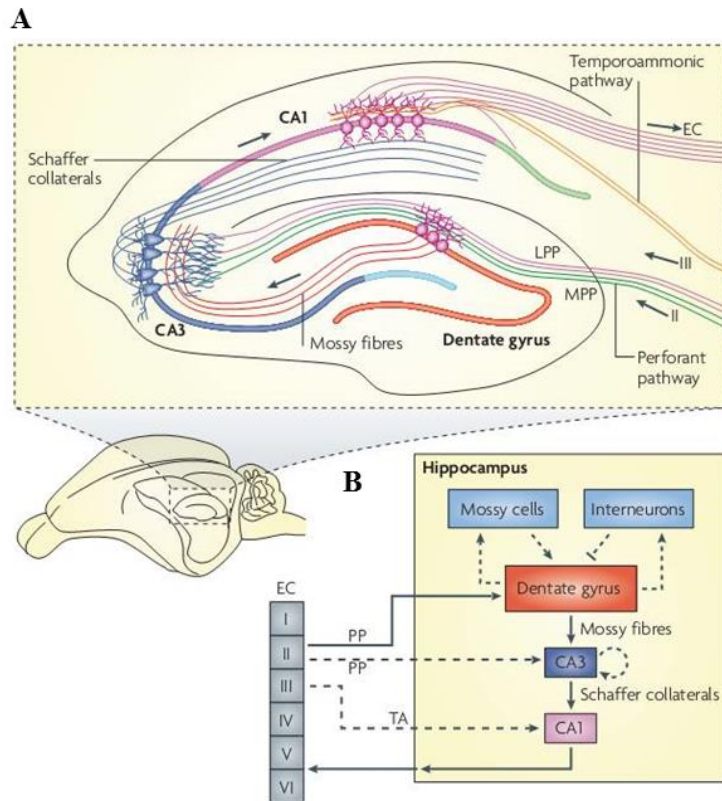 A
Temporoammonic
pathway
CA1
EC
Schaffer
collaterals
LPP
III
MPP
II
CA3
Mossy fibres
Dentate gyrus
Perforant
pathway
B
Hippocampus
Mossy cells
Interneurons
EC
Dentate gyrus
I
PP
Mossy fibres
II
PP
CA3
III
Schaffer collaterals
IV
TA
CA1
V
VI